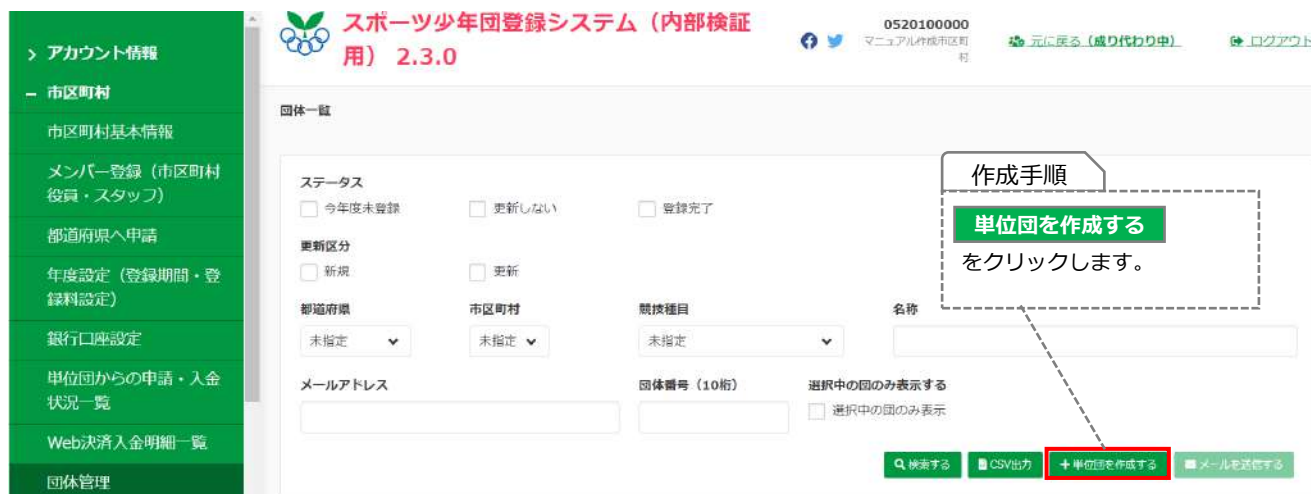 スポーツ少年団登録システム（内部検証
用） 2.3.0
0520100000
マニュアル作成市区町
村
元に戻る（成り代わり中）
ログアウト
> アカウント情報
− 市区町村
市区町村基本情報
メンバー登録（市区町村
役員・スタッフ）
都道府県へ申請
年度設定（登録期間・登
録料設定）
銀行口座設定
単位団からの申請・入金
状況一覧
Web決済入金明細一覧
団体管理
団体一覧
ステータス
今年度未登録 更新しない 登録完了
更新区分
新規 更新
都道府県 市区町村 競技種目 名称
未指定 未指定 未指定
メールアドレス 団体番号（10桁） 選択中の団のみ表示する
選択中の団のみ表示
検索する CSV出力 +単位団を作成する メールを送信する
作成手順
単位団を作成する
をクリックします。